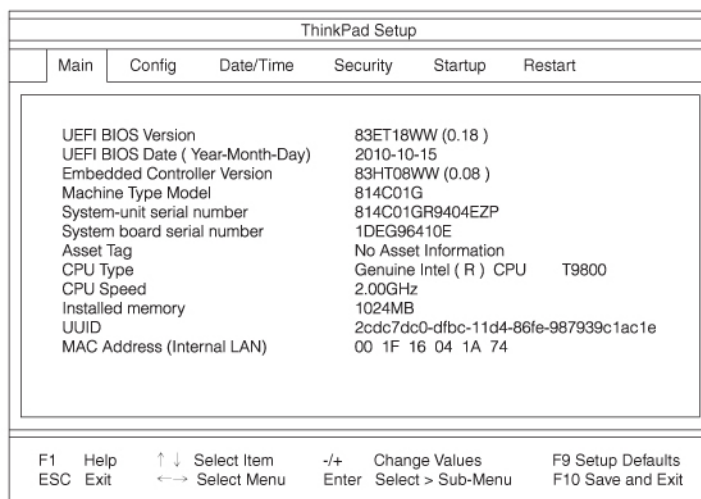 ThinkPad Setup
Main Config Date/Time Security Startup Restart
UEFI BIOS Version 83ET18WW (0.18 )
UEFI BIOS Date ( Year-Month-Day) 2010-10-15
Embedded Controller Version 83HT08WW (0.08 )
Machine Type Model 814C01G
System-unit serial number 814C01GR9404EZP
System board serial number 1DEG96410E
Asset Tag No Asset Information
CPU Type Genuine Intel ( R ) CPU T9800
CPU Speed 2.00GHz
Installed memory 1024MB
UUID 2cdc7dc0-dfbc-11d4-86fe-987939c1ac1e
MAC Address (Internal LAN) 00 1F 16 04 1A 74
F1 Help ↑ ↓ Select Item -/+ Change Values F9 Setup Defaults
ESC Exit ←→ Select Menu Enter Select > Sub-Menu F10 Save and Exit